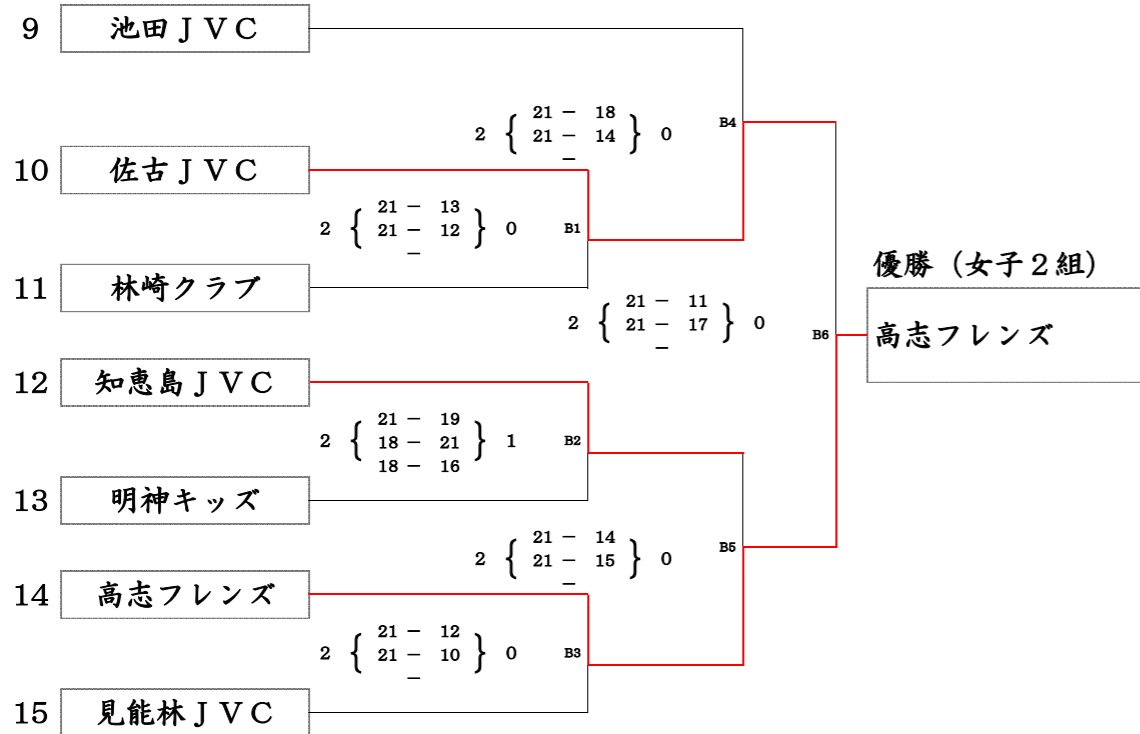 9 池田ＪＶＣ
2 { 21 － 18 } 0 B4
21 － 14
－
10 佐古ＪＶＣ
2 { 21 － 13 } 0 B1
21 － 12
－
11 林崎クラブ
優勝（女子２組）
2 { 21 － 11 } 0 B6
21 － 17
－
高志フレンズ
12 知恵島ＪＶＣ
2 { 21 － 19 } 1 B2
18 － 21
18 － 16
13 明神キッズ
2 { 21 － 14 } 0 B5
21 － 15
－
14 高志フレンズ
2 { 21 － 12 } 0 B3
21 － 10
－
15 見能林ＪＶＣ